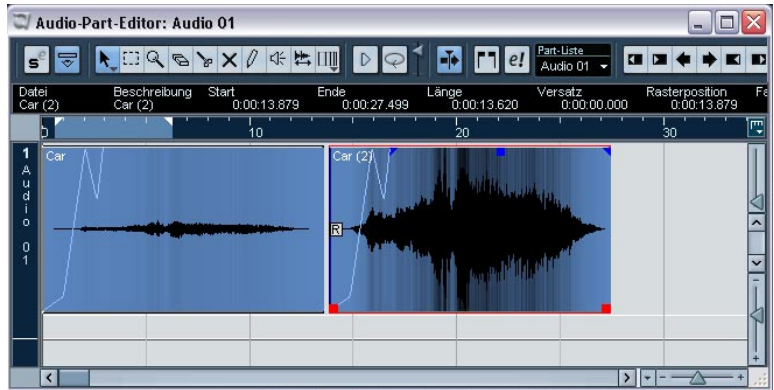 Audio-Part-Editor: Audio 01
Part-Liste
Audio 01
Datei Beschreibung Start Ende Länge Versatz Rasterposition Fa
Car (2) Car (2) 0:00:13.879 0:00:27.499 0:00:13.620 0:00:00.000 0:00:13.879
10 20 30
1
Audio 01
Car
Car (2)
R